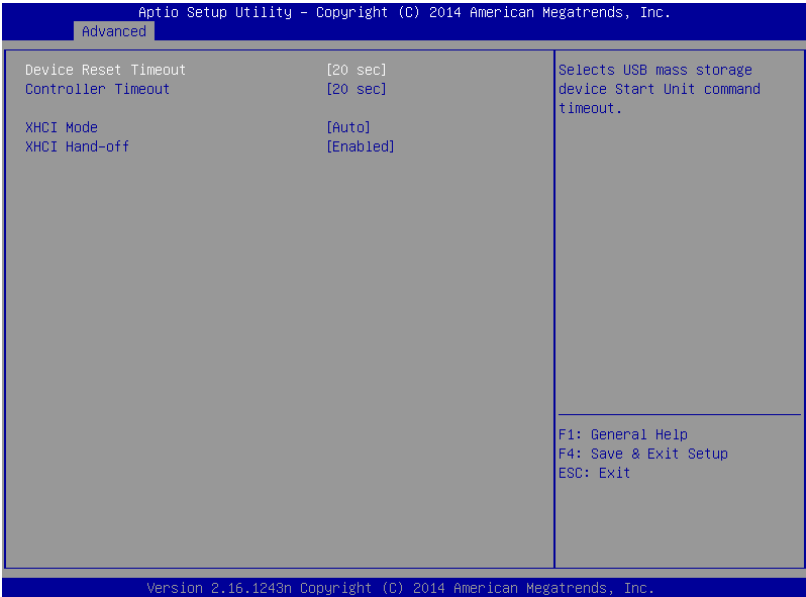 Aptio Setup Utility – Copyright (C) 2014 American Megatrends, Inc.
Advanced
Device Reset Timeout [20 sec]
Controller Timeout [20 sec]
XHCI Mode [Auto]
XHCI Hand-off [Enabled]
Selects USB mass storage
device Start Unit command
timeout.
F1: General Help
F4: Save & Exit Setup
ESC: Exit
Version 2.16.1243n Copyright (C) 2014 American Megatrends, Inc.